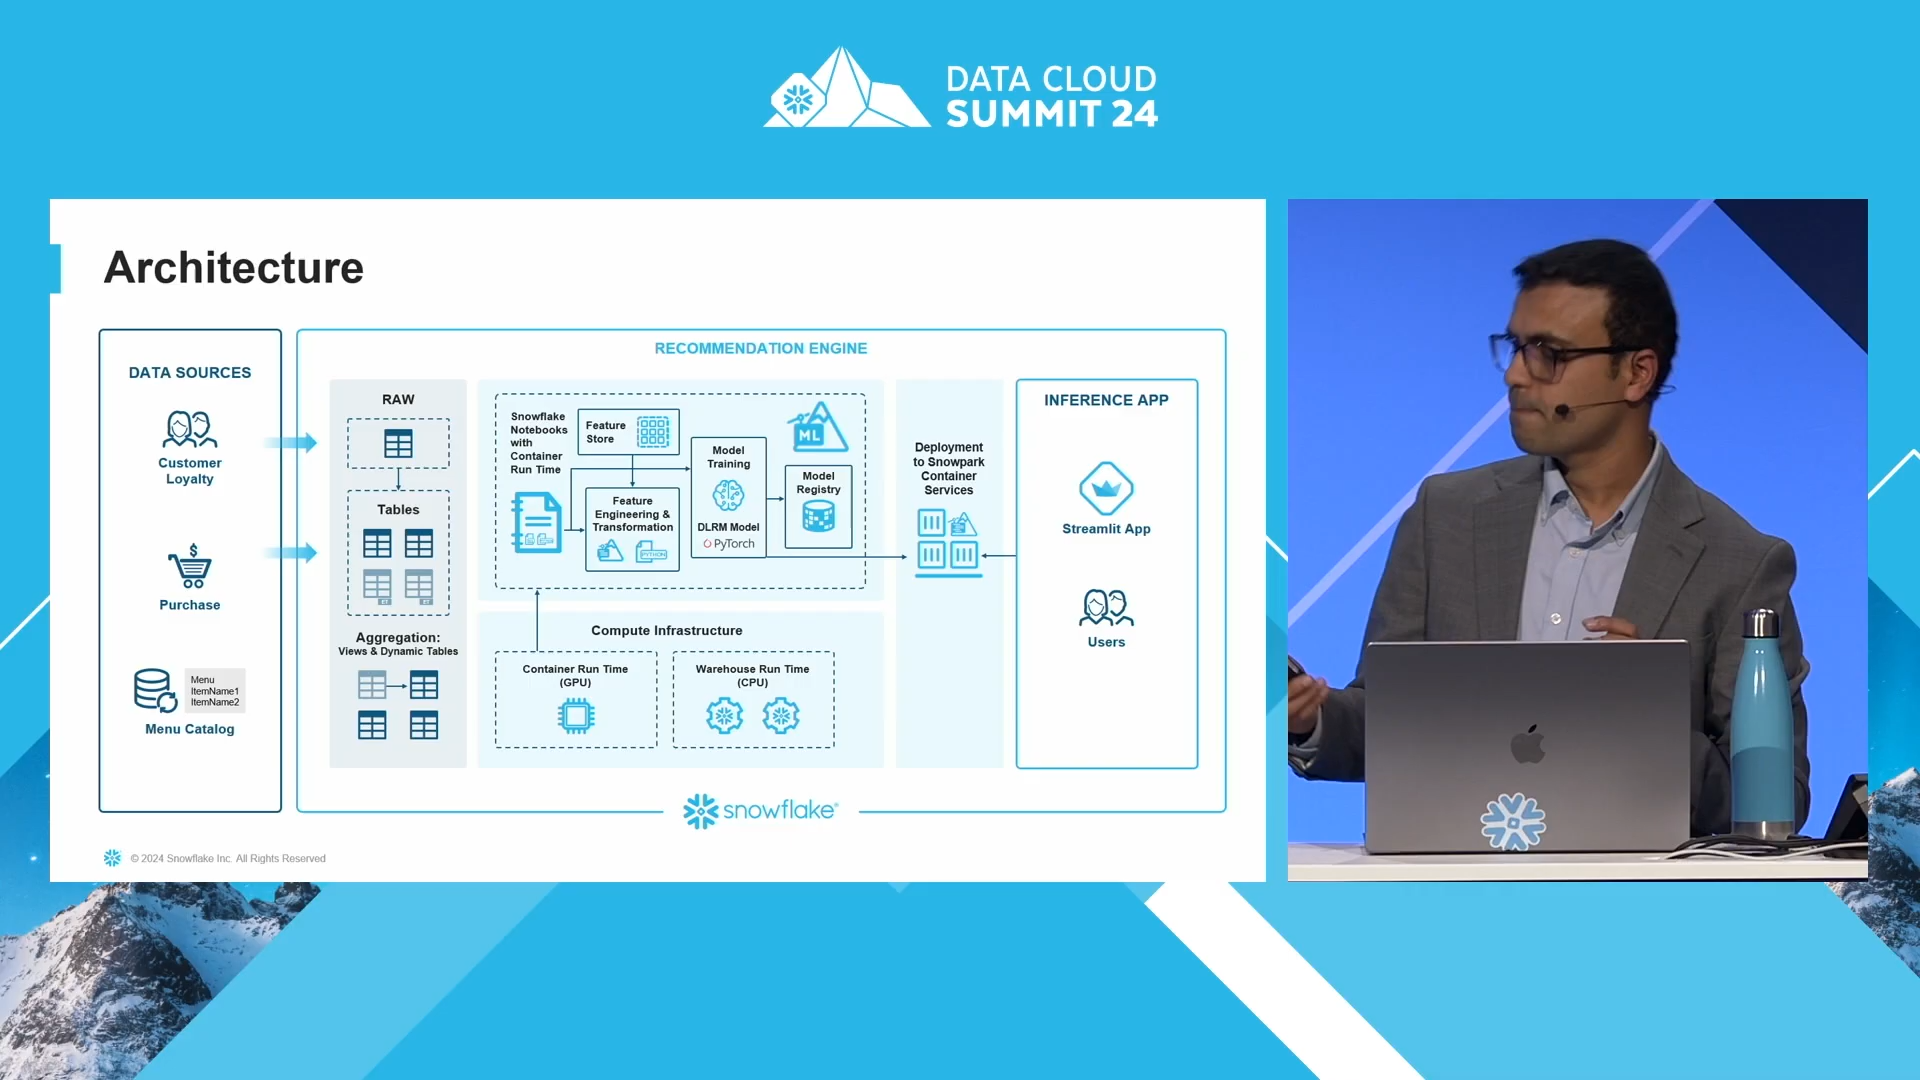 DATA CLOUD
SUMMIT 24
Architecture
DATA SOURCES
Customer
Loyalty
Purchase
Menu
ItemName1
ItemName2
Menu Catalog
RECOMMENDATION ENGINE
RAW
Tables
Aggregation:
Views & Dynamic Tables
Snowflake
Notebooks
with
Container
Run Time
Feature
Store
Feature
Engineering &
Transformation
PYTHON
Model
Training
DLRM Model
PyTorch
ML
Model
Registry
Compute Infrastructure
Container Run Time
(GPU)
Warehouse Run Time
(CPU)
Deployment
to Snowpark
Container
Services
INFERENCE APP
Streamlit App
Users
snowflake®
© 2024 Snowflake Inc. All Rights Reserved